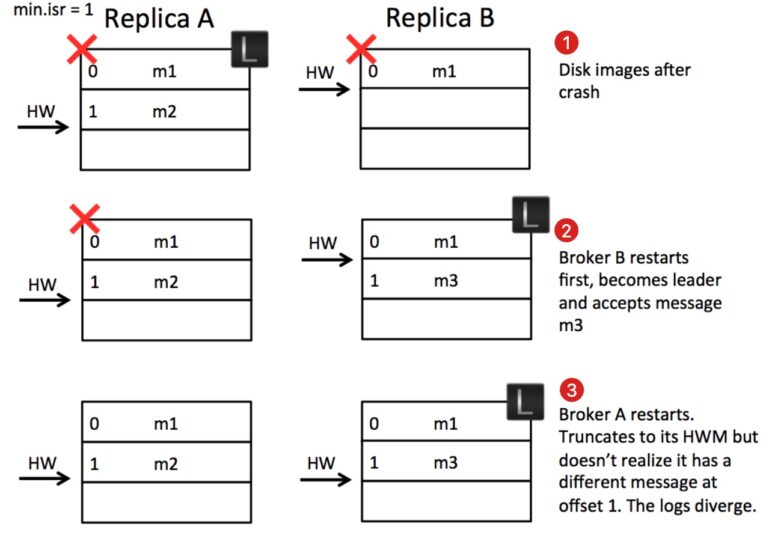 min.isr = 1
Replica A
Replica B
L
0 m1
HW
1 m2
HW
0 m1
1
Disk images after
crash
0 m1
HW
1 m2
L
HW
0 m1
1 m3
2
Broker B restarts
first, becomes leader
and accepts message
m3
0 m1
HW
1 m2
L
0 m1
HW
1 m3
3
Broker A restarts.
Truncates to its HWM but
doesn’t realize it has a
different message at
offset 1. The logs diverge.